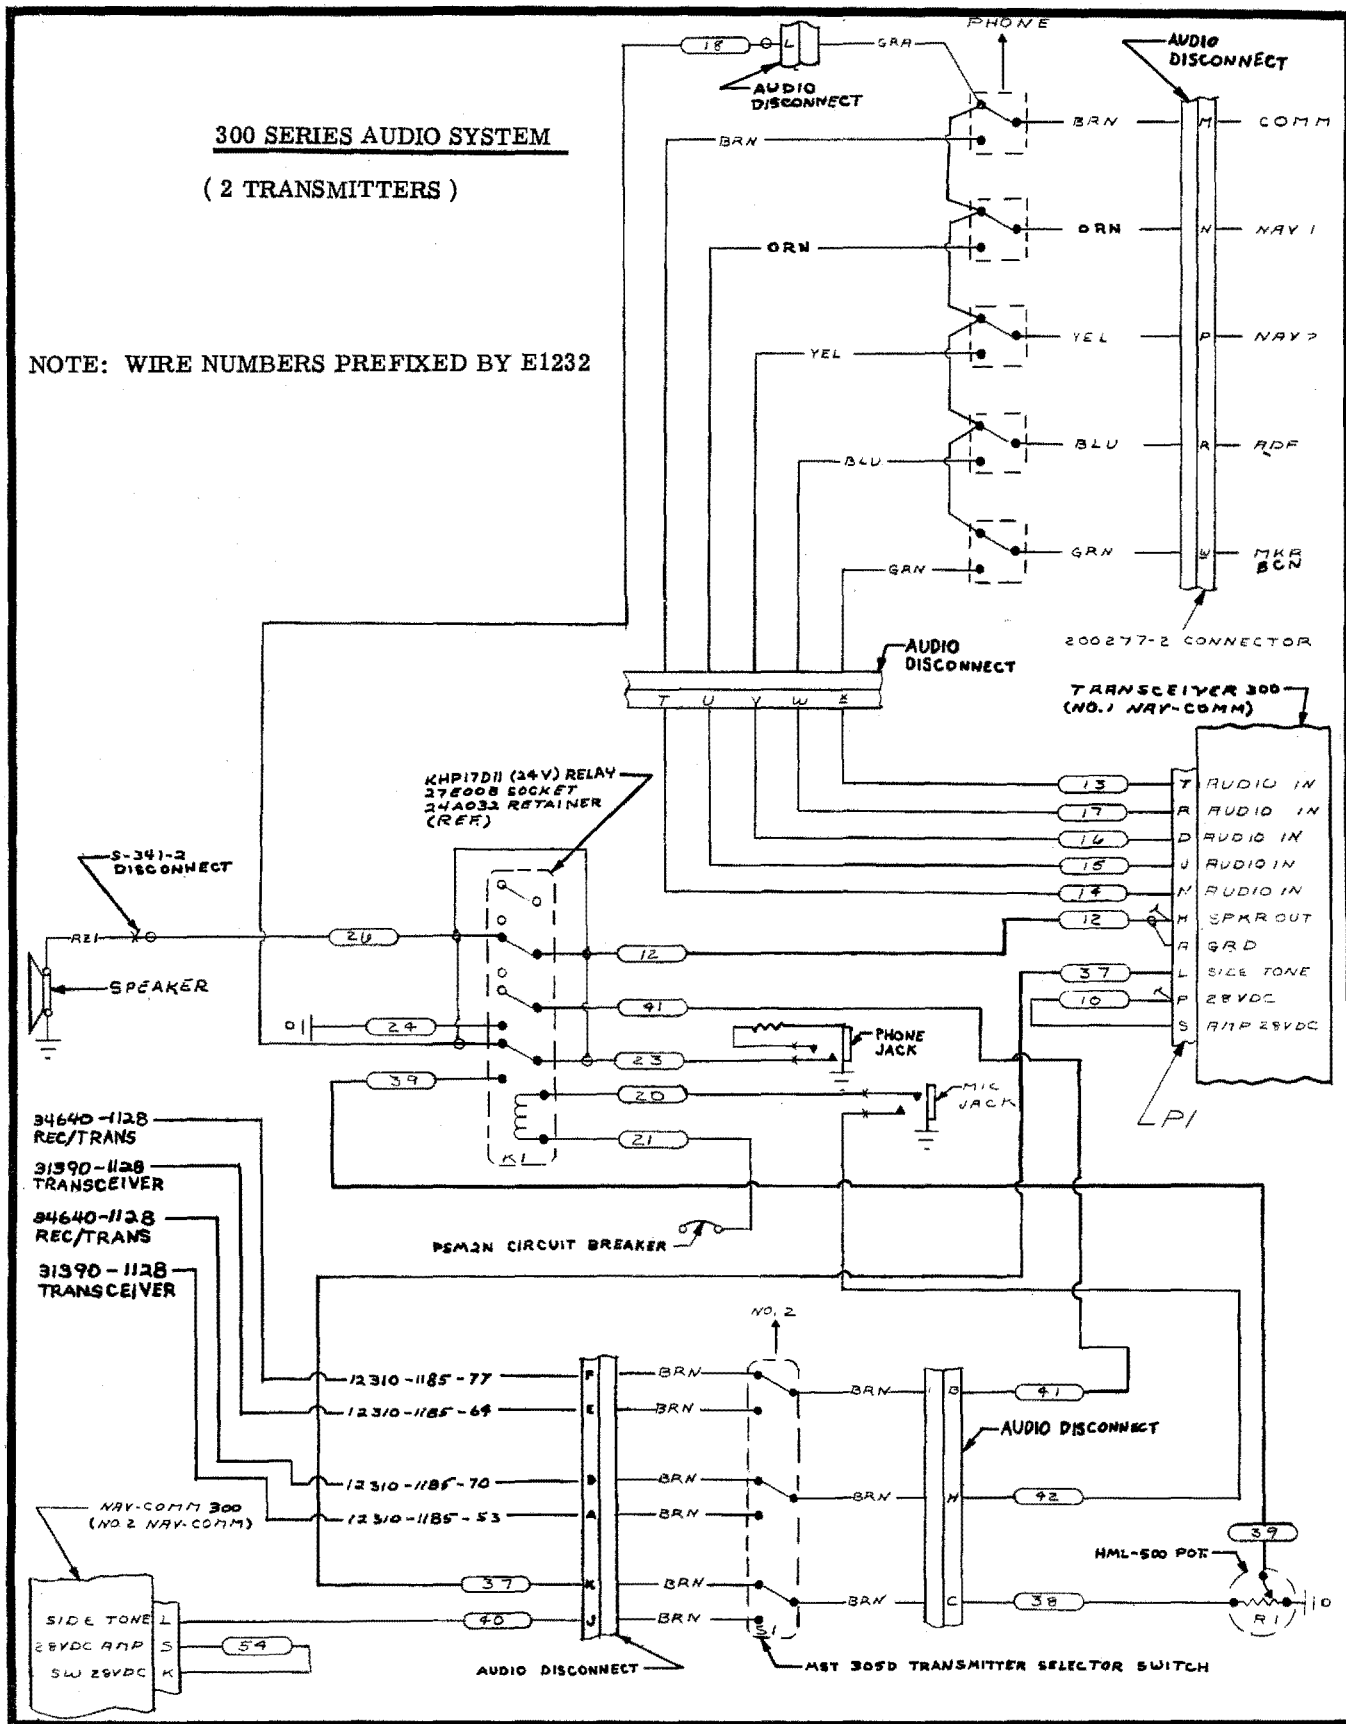 PHONE
18
L
GRA
AUDIO
DISCONNECT
AUDIO
DISCONNECT
300 SERIES AUDIO SYSTEM
( 2 TRANSMITTERS )
BRN
BRN
M
COMM
ORN
ORN
N
NAV 1
NOTE: WIRE NUMBERS PREFIXED BY E1232
YEL
YEL
P
NAV 2
BLU
BLU
R
ADF
GRN
GRN
W
MKR
BCN
200277-2 CONNECTOR
AUDIO
DISCONNECT
T U V W X
TRANSCEIVER 300
(NO. 1 NAV-COMM)
KHP17D11 (24V) RELAY
27E008 SOCKET
24A032 RETAINER
(REF)
13 T AUDIO IN
17 R AUDIO IN
16 D AUDIO IN
15 U AUDIO IN
14 N AUDIO IN
12 H SPKR OUT
A GRD
37 L SIDE TONE
10 P 28VDC
S AMP 28VDC
P1
S-341-2
DISCONNECT
RZ1
26
12
SPEAKER
41
24
23
PHONE
JACK
39
20
MIC
JACK
21
K1
34640-1128
REC/TRANS
31390-1128
TRANSCEIVER
34640-1128
REC/TRANS
31390-1128
TRANSCEIVER
PSM2N CIRCUIT BREAKER
NO. 2
12310-1185-77 F BRN
BRN B 41
12310-1185-64 E BRN
AUDIO DISCONNECT
12310-1185-70 D BRN
BRN H 42
12310-1185-53 A BRN
NAV-COMM 300
(NO. 2 NAV-COMM)
39
HML-500 POT.
37 K BRN
BRN C 38
R1
SIDE TONE L 40 J BRN
S1
28VDC AMP S 54
SW 28VDC K
AUDIO DISCONNECT
MST 305D TRANSMITTER SELECTOR SWITCH